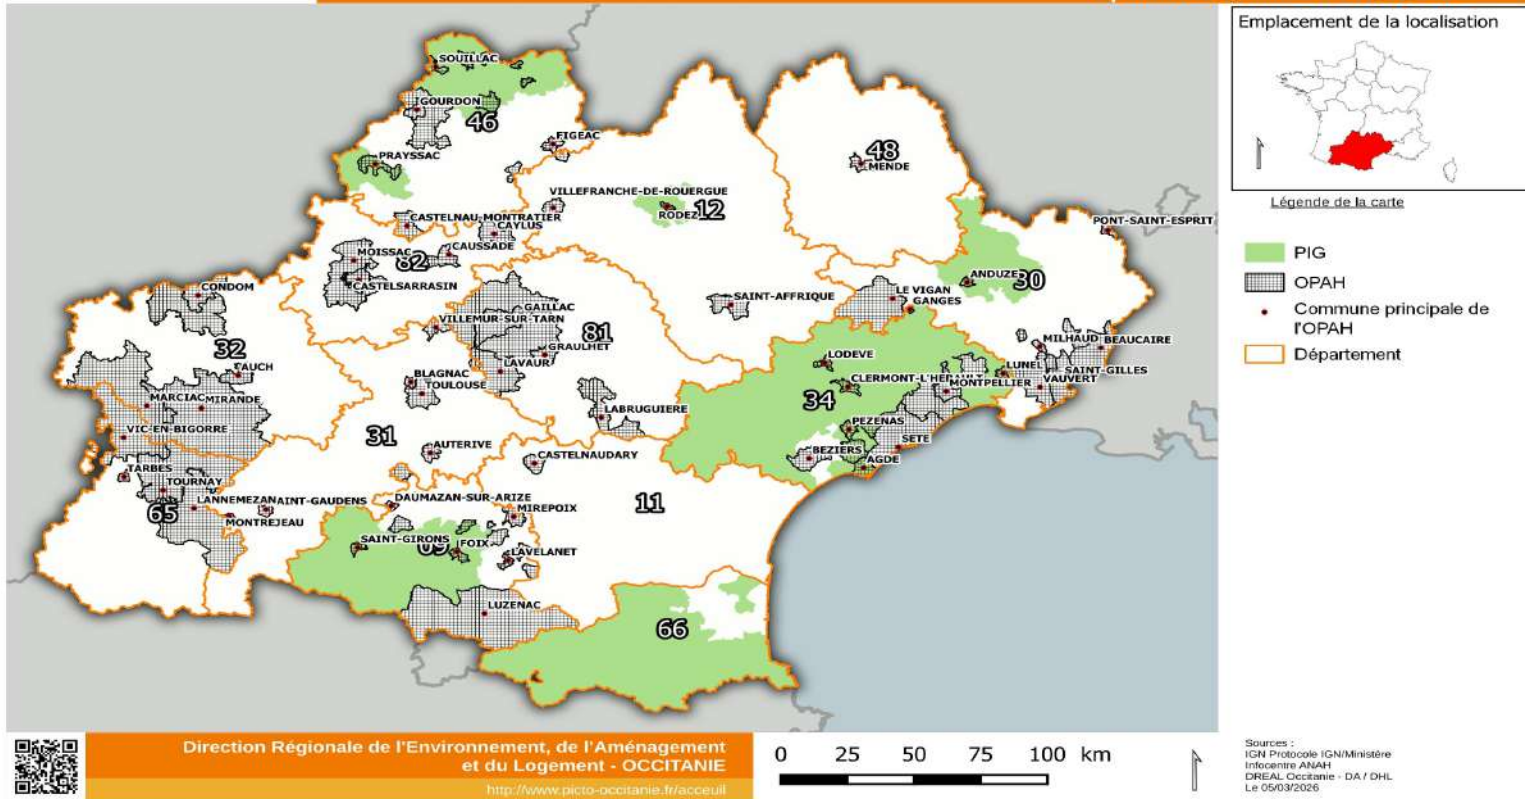 Emplacement de la localisation
Légende de la carte
PIG
OPAH
Commune principale de
l'OPAH
Département
SOUILLAC
GOURDON
46
FIGEAC
PRAYSSAC
48
MENDE
VILLEFRANCHE-DE-ROUERGUE
RODEZ
12
CASTELNAU-MONTRATIER
CAYLUS
PONT-SAINT-ESPRIT
CAUSSADE
MOISSAC
82
CASTELSARRASIN
ANDUZE
30
CONDOM
SAINT-AFFRIQUE
LE VIGAN
GANGES
GAILLAC
VILLEMUR-SUR-TARN
81
32
GRAULHET
MILHAUD
BEAUCAIRE
AUCH
LAVAUR
LODEVE
LUNEL
SAINT-GILLES
BLAGNAC
TOULOUSE
CLERMONT-L'HERAULT
MONTPELLIER
VAUVERT
MARCIAC
MIRANDE
34
LABRUGUIERE
VIC-EN-BIGORRE
31
PEZENAS
AUTERIVE
SETE
BEZIERS
CASTELNAUDARY
AGDE
TARBES
TOURNAY
LANNEMEZAN
AINT-GAUDENS
DAUMAZAN-SUR-ARIZE
MIREPOIX
11
65
MONTREJEAU
SAINT-GIRONS
09
FOIX
LAVELANET
LUZENAC
66
Direction Régionale de l'Environnement, de l'Aménagement
et du Logement - OCCITANIE
http://www.picto-occitanie.fr/acceuil
0 25 50 75 100 km
Sources :
IGN Protocole IGN/Ministère
Infocentre ANAH
DREAL Occitanie - DA / DHL
Le 05/03/2026